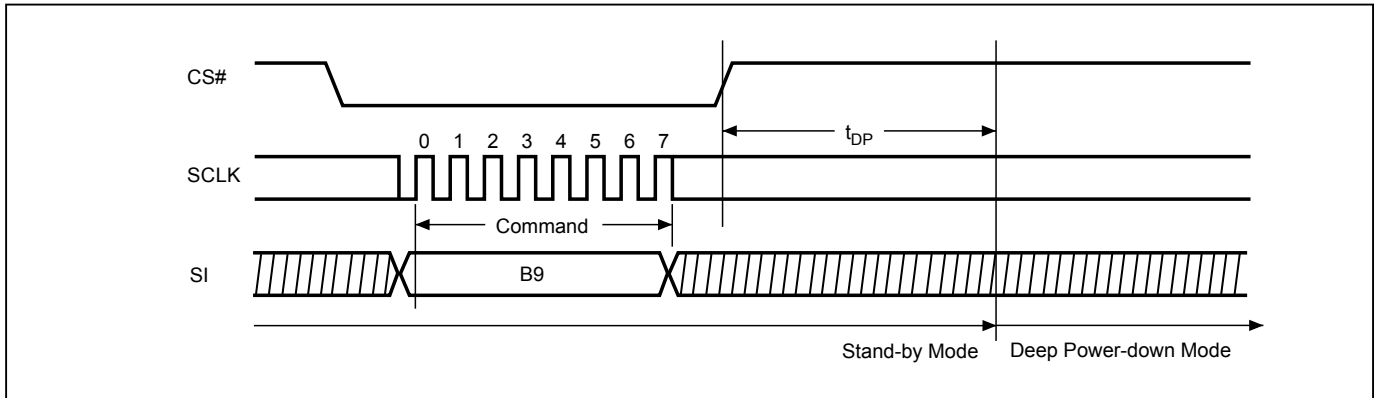 CS#
t_DP
0 1 2 3 4 5 6 7
SCLK
Command
SI
B9
Stand-by Mode
Deep Power-down Mode